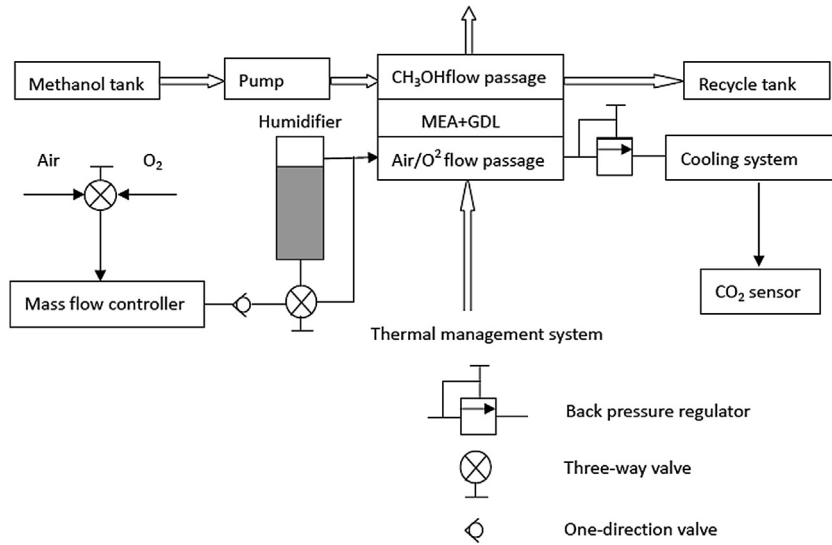 Methanol tank
Pump
CH₃OHflow passage
Recycle tank
Humidifier
MEA+GDL
Air
O₂
Air/O² flow passage
Cooling system
Mass flow controller
CO₂ sensor
Thermal management system
Back pressure regulator
Three-way valve
One-direction valve